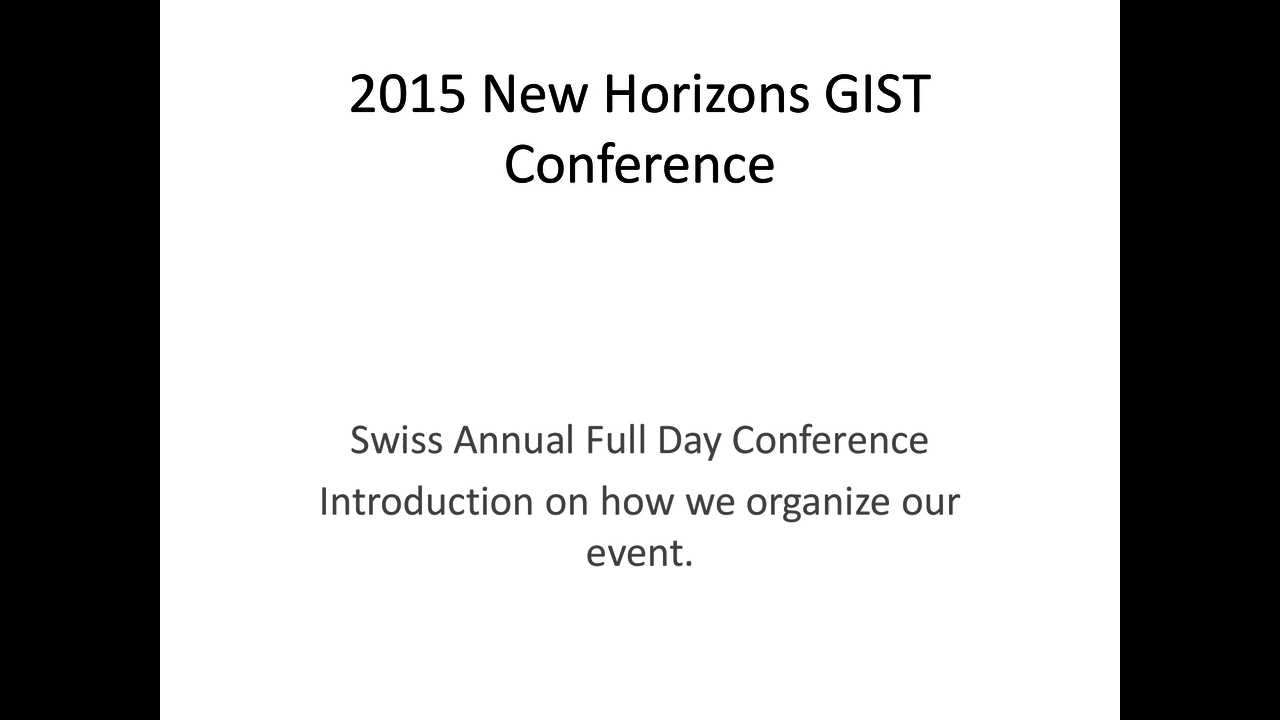 2015 New Horizons GIST
Conference
Swiss Annual Full Day Conference
Introduction on how we organize our
event.